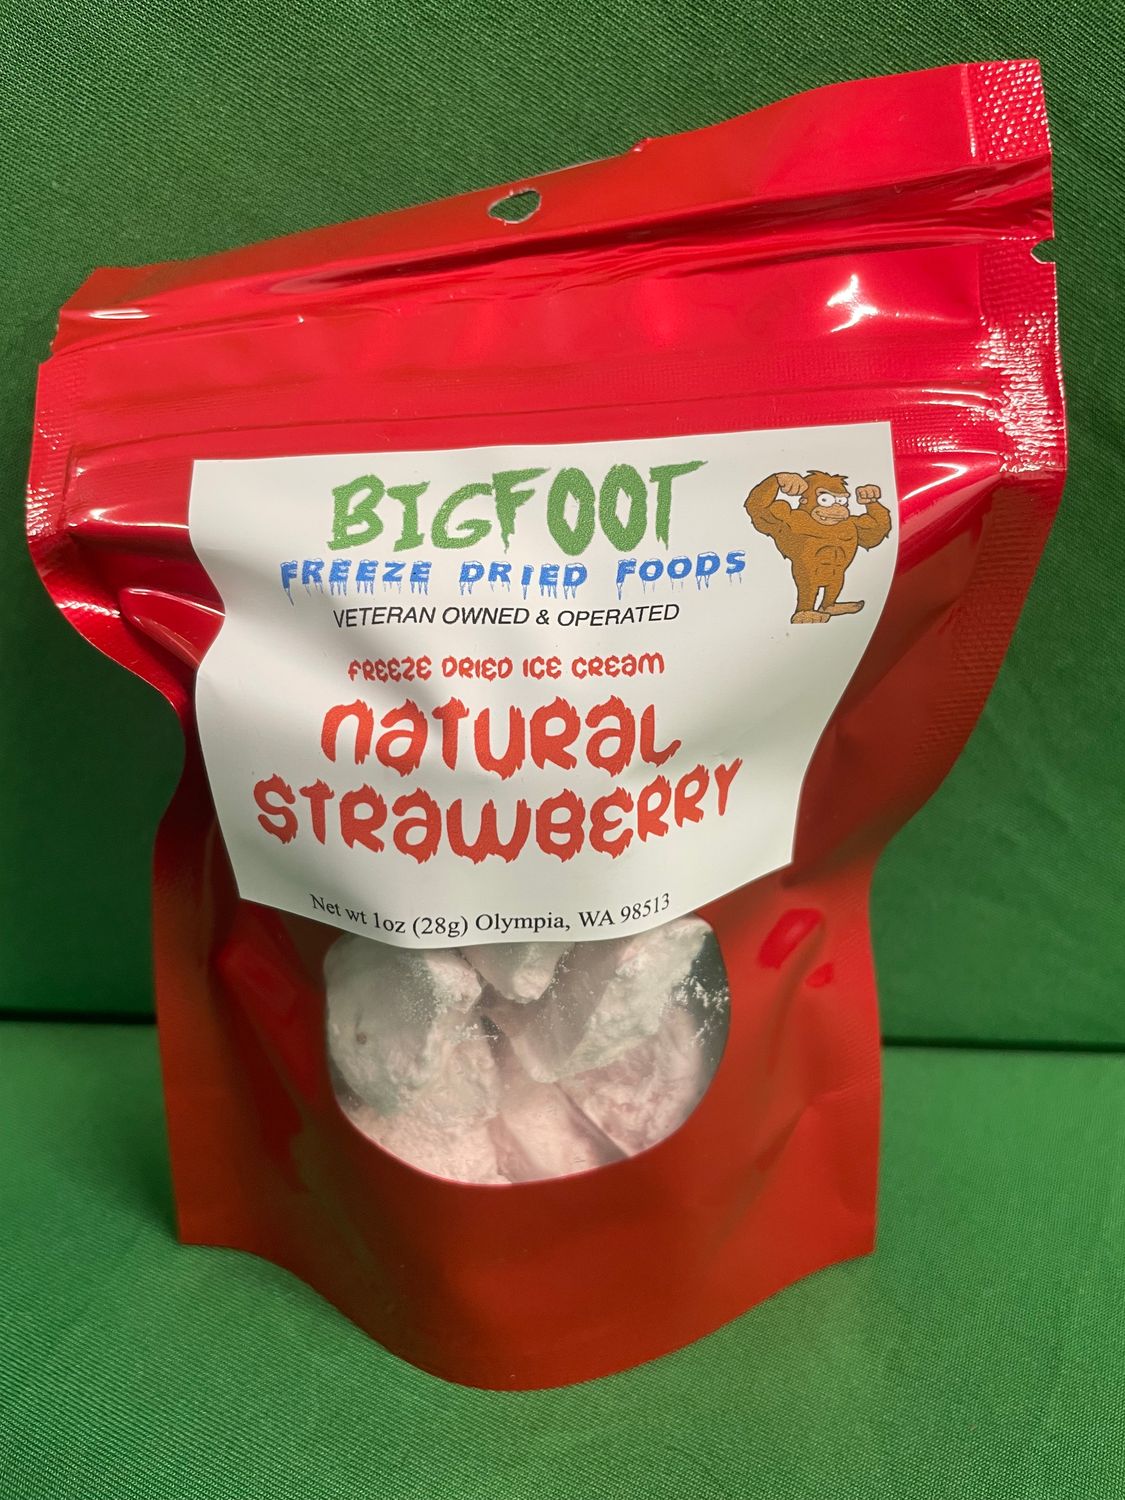 BIGFOOT
FREEZE DRIED FOODS
VETERAN OWNED & OPERATED
FREEZE DRIED ICE CREAM
NATURAL
STRAWBERRY
Net wt 1oz (28g) Olympia, WA 98513